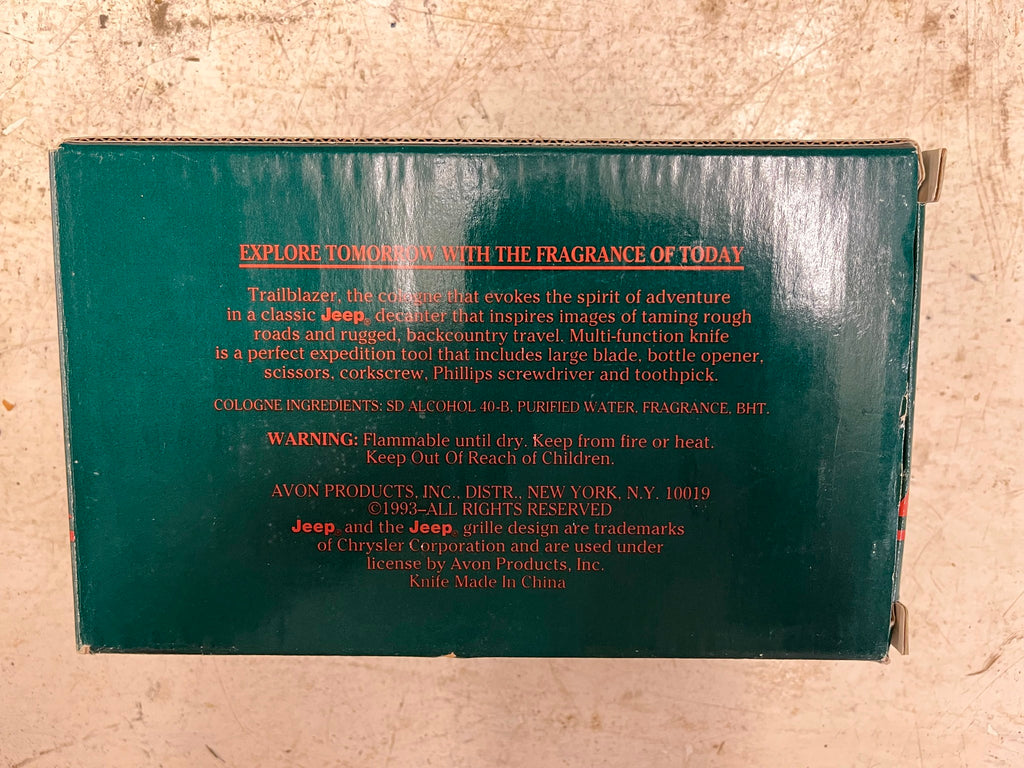 EXPLORE TOMORROW WITH THE FRAGRANCE OF TODAY
Trailblazer, the cologne that evokes the spirit of adventure
in a classic Jeep® decanter that inspires images of taming rough
roads and rugged, backcountry travel. Multi-function knife
is a perfect expedition tool that includes large blade, bottle opener,
scissors, corkscrew, Phillips screwdriver and toothpick.
COLOGNE INGREDIENTS: SD ALCOHOL 40-B, PURIFIED WATER, FRAGRANCE, BHT.
WARNING: Flammable until dry. Keep from fire or heat.
Keep Out Of Reach of Children.
AVON PRODUCTS, INC., DISTR., NEW YORK, N.Y. 10019
©1993–ALL RIGHTS RESERVED
Jeep® and the Jeep® grille design are trademarks
of Chrysler Corporation and are used under
license by Avon Products, Inc.
Knife Made In China